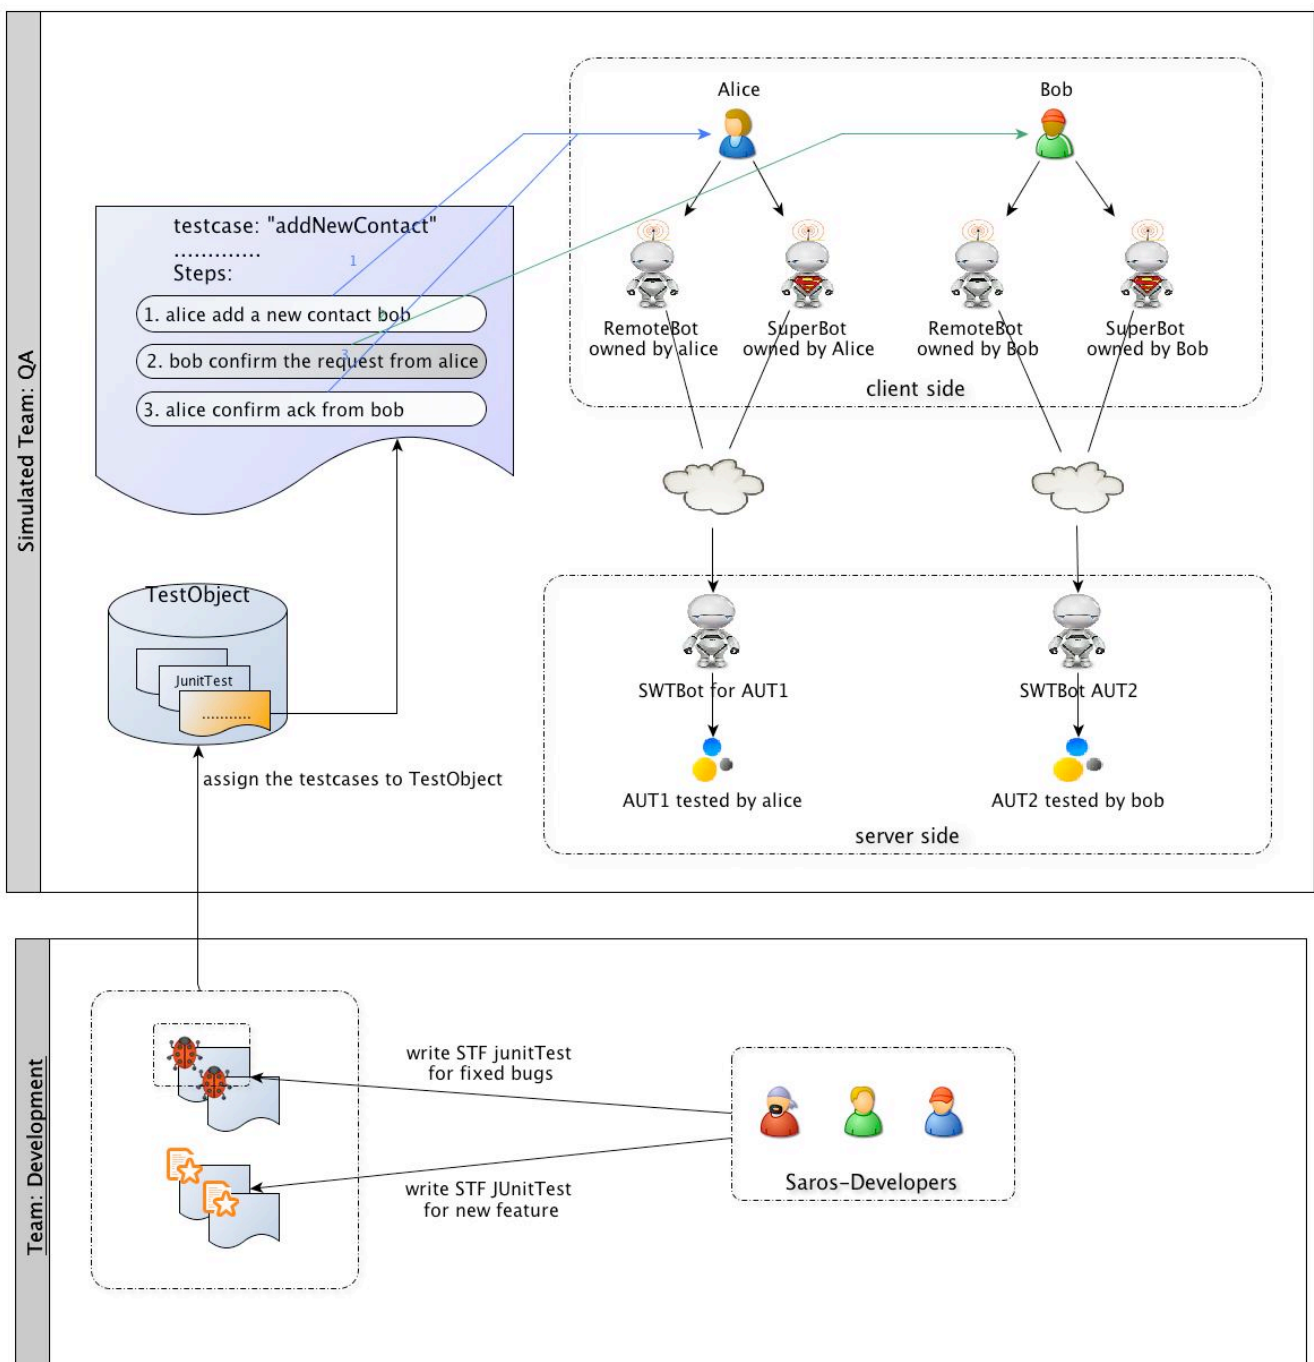 Simulated Team: QA
testcase: "addNewContact"
.............
Steps:
1
1. alice add a new contact bob
3
2. bob confirm the request from alice
3. alice confirm ack from bob
Alice
Bob
RemoteBot
owned by alice
SuperBot
owned by Alice
RemoteBot
owned by Bob
SuperBot
owned by Bob
client side
TestObject
JunitTest
...........
assign the testcases to TestObject
SWTBot for AUT1
SWTBot AUT2
AUT1 tested by alice
AUT2 tested by bob
server side
Team: Development
write STF junitTest
for fixed bugs
write STF JUnitTest
for new feature
Saros-Developers